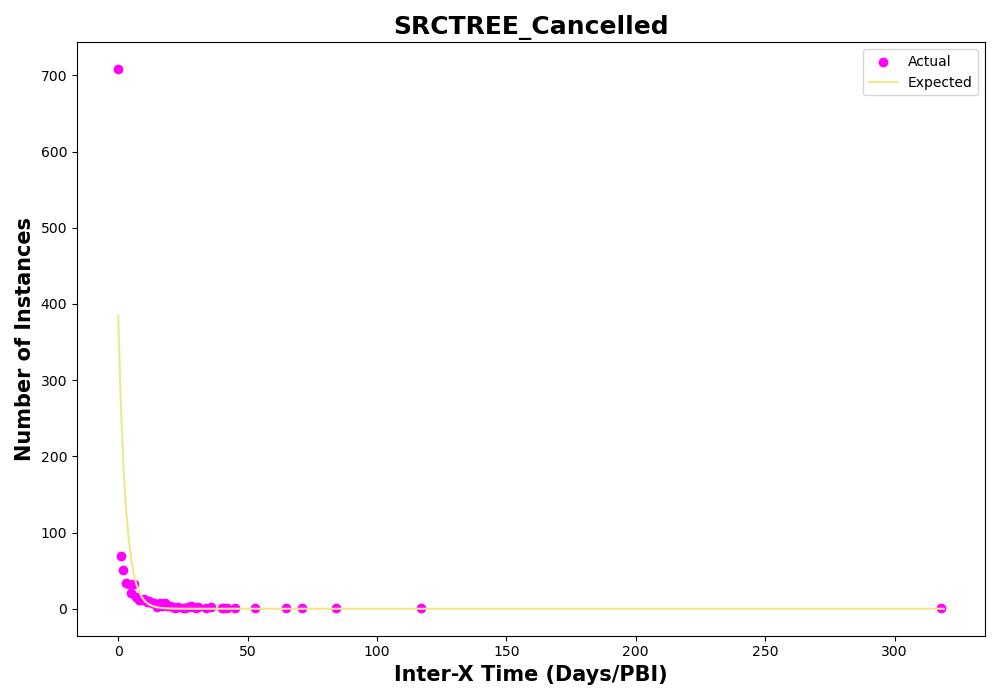 SRCTREE_Cancelled
Actual
Expected
Number of Instances
700
600
500
400
300
200
100
0
0 50 100 150 200 250 300
Inter-X Time (Days/PBI)